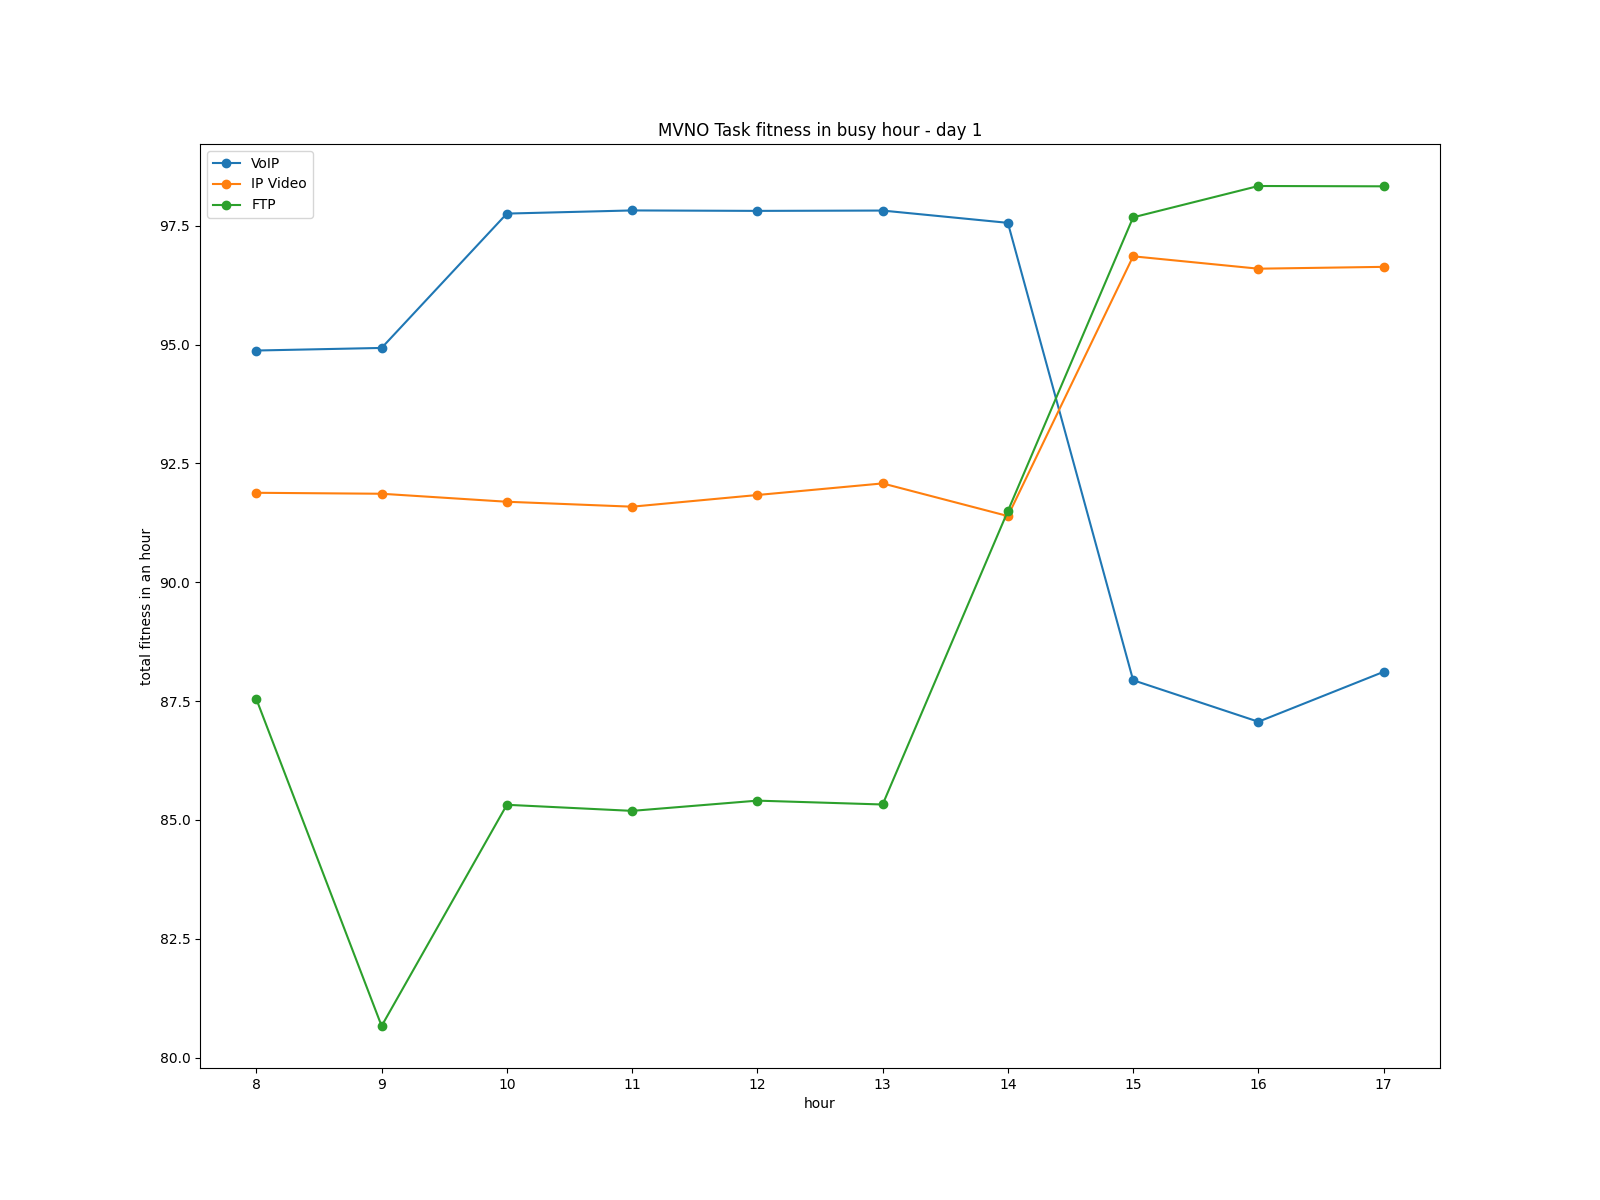 MVNO Task fitness in busy hour - day 1
VoIP
IP Video
FTP
97.5
95.0
92.5
90.0
87.5
85.0
82.5
80.0
total fitness in an hour
8 9 10 11 12 13 14 15 16 17
hour